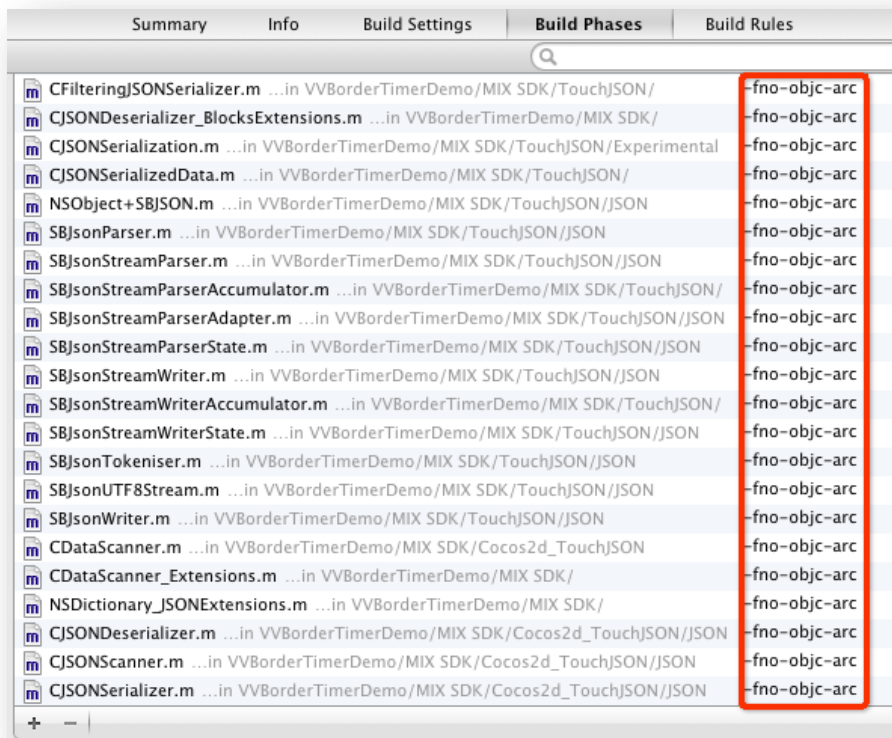 Summary Info Build Settings Build Phases Build Rules
m CFilteringJSONSerializer.m ...in VVBorderTimerDemo/MIX SDK/TouchJSON/ -fno-objc-arc
m CJSONDeserializer_BlocksExtensions.m ...in VVBorderTimerDemo/MIX SDK/ -fno-objc-arc
m CJSONSerialization.m ...in VVBorderTimerDemo/MIX SDK/TouchJSON/Experimental -fno-objc-arc
m CJSONSerializedData.m ...in VVBorderTimerDemo/MIX SDK/TouchJSON/ -fno-objc-arc
m NSObject+SBJSON.m ...in VVBorderTimerDemo/MIX SDK/TouchJSON/JSON -fno-objc-arc
m SBJsonParser.m ...in VVBorderTimerDemo/MIX SDK/TouchJSON/JSON -fno-objc-arc
m SBJsonStreamParser.m ...in VVBorderTimerDemo/MIX SDK/TouchJSON/JSON -fno-objc-arc
m SBJsonStreamParserAccumulator.m ...in VVBorderTimerDemo/MIX SDK/TouchJSON/ -fno-objc-arc
m SBJsonStreamParserAdapter.m ...in VVBorderTimerDemo/MIX SDK/TouchJSON/JSON -fno-objc-arc
m SBJsonStreamParserState.m ...in VVBorderTimerDemo/MIX SDK/TouchJSON/JSON -fno-objc-arc
m SBJsonStreamWriter.m ...in VVBorderTimerDemo/MIX SDK/TouchJSON/JSON -fno-objc-arc
m SBJsonStreamWriterAccumulator.m ...in VVBorderTimerDemo/MIX SDK/TouchJSON/ -fno-objc-arc
m SBJsonStreamWriterState.m ...in VVBorderTimerDemo/MIX SDK/TouchJSON/JSON -fno-objc-arc
m SBJsonTokeniser.m ...in VVBorderTimerDemo/MIX SDK/TouchJSON/JSON -fno-objc-arc
m SBJsonUTF8Stream.m ...in VVBorderTimerDemo/MIX SDK/TouchJSON/JSON -fno-objc-arc
m SBJsonWriter.m ...in VVBorderTimerDemo/MIX SDK/TouchJSON/JSON -fno-objc-arc
m CDataScanner.m ...in VVBorderTimerDemo/MIX SDK/Cocos2d_TouchJSON -fno-objc-arc
m CDataScanner_Extensions.m ...in VVBorderTimerDemo/MIX SDK/ -fno-objc-arc
m NSDictionary_JSONExtensions.m ...in VVBorderTimerDemo/MIX SDK/ -fno-objc-arc
m CJSONDeserializer.m ...in VVBorderTimerDemo/MIX SDK/Cocos2d_TouchJSON/JSON -fno-objc-arc
m CJSONScanner.m ...in VVBorderTimerDemo/MIX SDK/Cocos2d_TouchJSON/JSON -fno-objc-arc
m CJSONSerializer.m ...in VVBorderTimerDemo/MIX SDK/Cocos2d_TouchJSON/JSON -fno-objc-arc
+ −